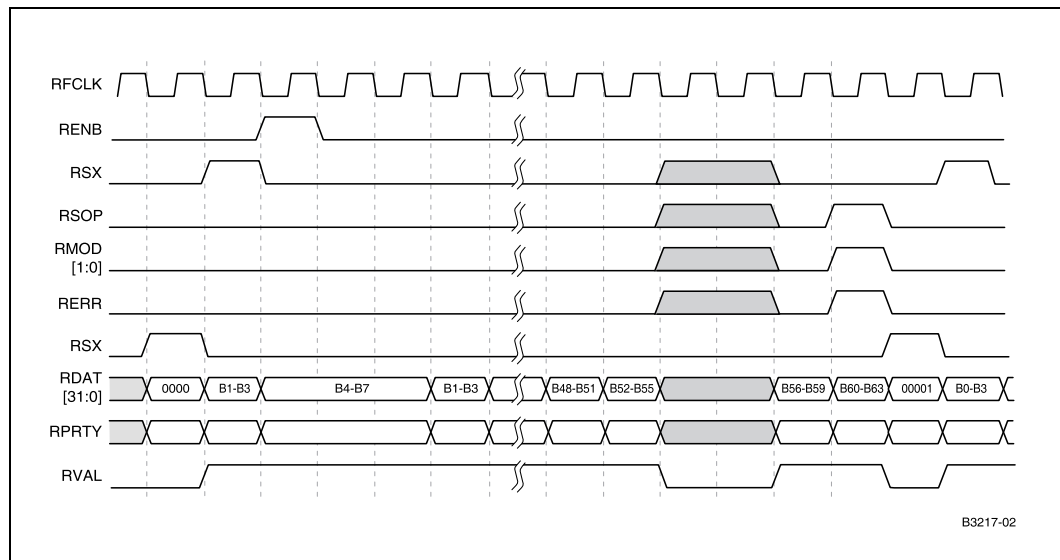 RFCLK
RENB
RSX
RSOP
RMOD
[1:0]
RERR
RSX
RDAT
[31:0]
0000 B1-B3 B4-B7 B1-B3 B48-B51 B52-B55 B56-B59 B60-B63 00001 B0-B3
RPRTY
RVAL
B3217-02